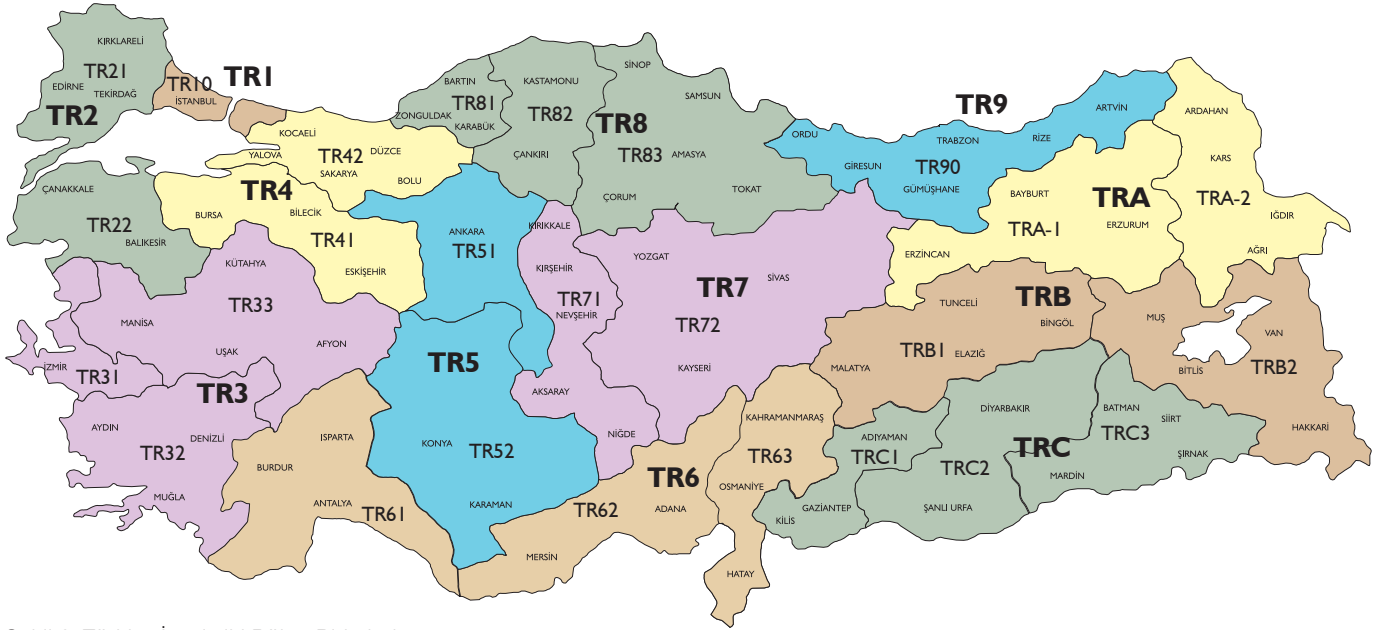 KIRKLARELİ
TR21
EDİRNE
TEKİRDAĞ
TR2
TR10
TR1
İSTANBUL
KOCAELİ
YALOVA
TR42
DÜZCE
SAKARYA
BOLU
TR4
BURSA
BİLECİK
TR41
ESKİŞEHİR
ÇANAKKALE
TR22
BALIKESİR
BARTIN
TR81
ZONGULDAK
KARABÜK
KASTAMONU
TR82
ÇANKIRI
SİNOP
SAMSUN
TR8
TR83
AMASYA
ÇORUM
TOKAT
ORDU
GİRESUN
TR9
TRABZON
RİZE
ARTVİN
TR90
GÜMÜŞHANE
BAYBURT
TRA
TRA-1
ERZURUM
ERZİNCAN
ARDAHAN
KARS
TRA-2
IĞDIR
AĞRI
KÜTAHYA
TR33
MANİSA
UŞAK
AFYON
İZMİR
TR31
TR3
AYDIN
DENİZLİ
TR32
MUĞLA
ANKARA
TR51
TR5
KONYA
TR52
KARAMAN
KIRIKKALE
KIRŞEHİR
TR71
NEVŞEHİR
AKSARAY
NİĞDE
YOZGAT
SİVAS
TR7
TR72
KAYSERİ
TUNCELİ
TRB
BİNGÖL
TRB1
ELAZIĞ
MALATYA
MUŞ
VAN
BİTLİS
TRB2
HAKKARİ
ISPARTA
BURDUR
ANTALYA
TR61
TR6
TR62
ADANA
MERSİN
KAHRAMANMARAŞ
TR63
OSMANİYE
HATAY
ADIYAMAN
TRC1
GAZİANTEP
KİLİS
DİYARBAKIR
TRC
TRC2
ŞANLI URFA
BATMAN
SİİRT
TRC3
ŞIRNAK
MARDİN